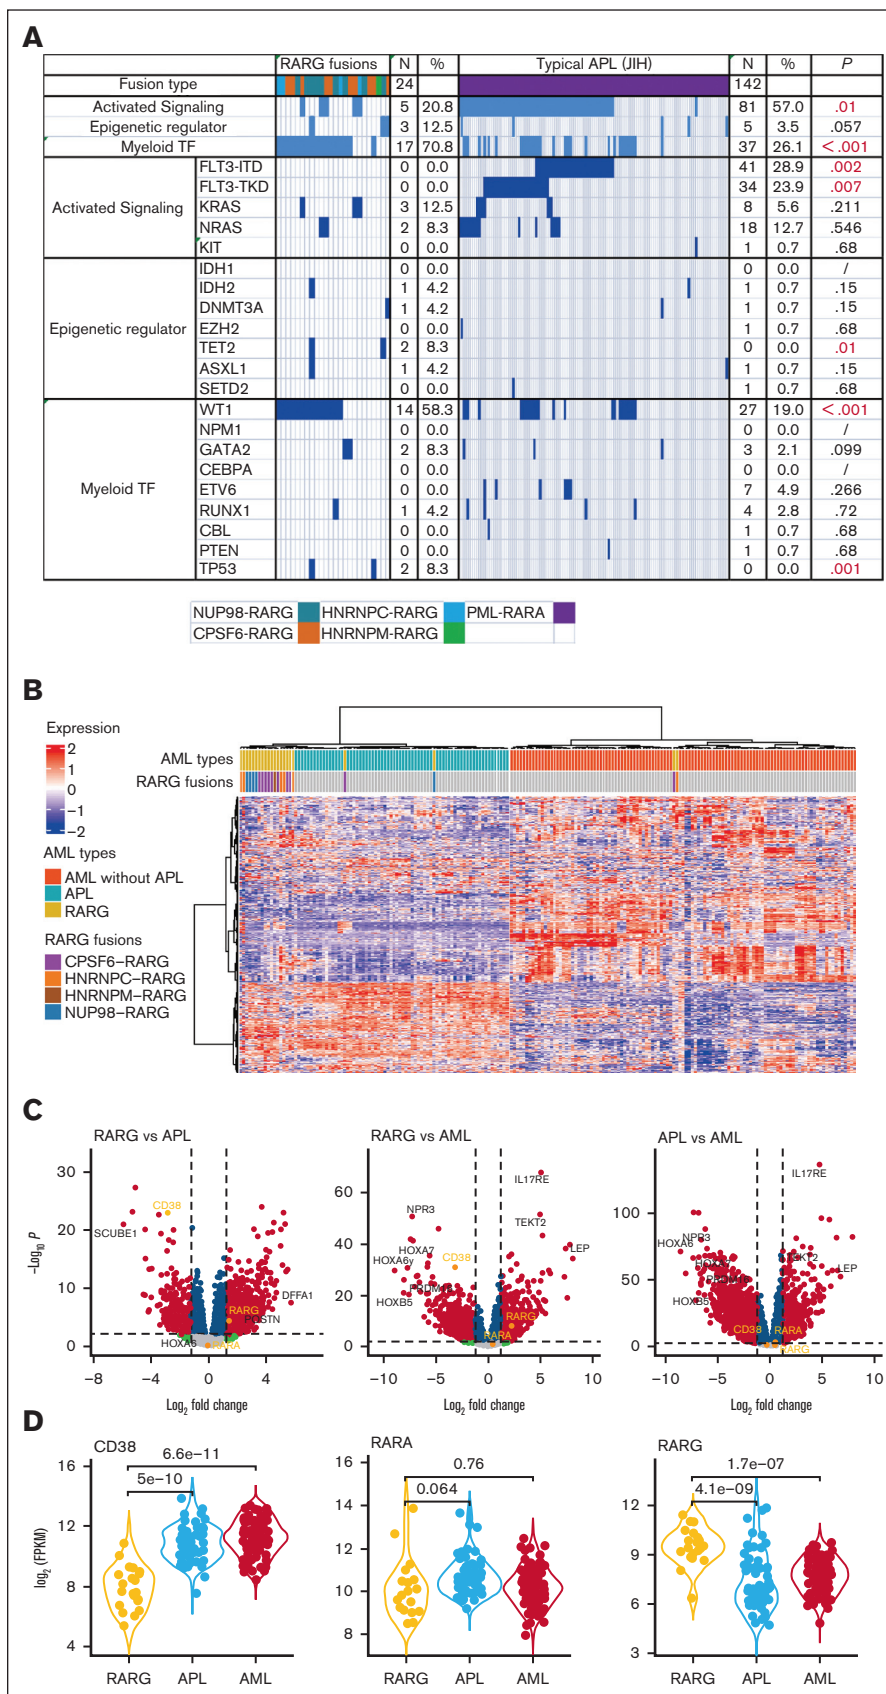 A
RARG fusions N % Typical APL (JIH) N % P
Fusion type 24 142
Activated Signaling 5 20.8 81 57.0 .01
Epigenetic regulator 3 12.5 5 3.5 .057
Myeloid TF 17 70.8 37 26.1 <.001
Activated Signaling
FLT3-ITD 0 0.0 41 28.9 .002
FLT3-TKD 0 0.0 34 23.9 .007
KRAS 3 12.5 8 5.6 .211
NRAS 2 8.3 18 12.7 .546
KIT 0 0.0 1 0.7 .68
Epigenetic regulator
IDH1 0 0.0 0 0.0 /
IDH2 1 4.2 1 0.7 .15
DNMT3A 1 4.2 1 0.7 .15
EZH2 0 0.0 1 0.7 .68
TET2 2 8.3 0 0.0 .01
ASXL1 1 4.2 1 0.7 .15
SETD2 0 0.0 1 0.7 .68
Myeloid TF
WT1 14 58.3 27 19.0 <.001
NPM1 0 0.0 0 0.0 /
GATA2 2 8.3 3 2.1 .099
CEBPA 0 0.0 0 0.0 /
ETV6 0 0.0 7 4.9 .266
RUNX1 1 4.2 4 2.8 .72
CBL 0 0.0 1 0.7 .68
PTEN 0 0.0 1 0.7 .68
TP53 2 8.3 0 0.0 .001
NUP98-RARG HNRNPC-RARG PML-RARA
CPSF6-RARG HNRNPM-RARG
B
Expression
2
1
0
−1
−2
AML types
RARG fusions
AML types
AML without APL
APL
RARG
RARG fusions
CPSF6–RARG
HNRNPC–RARG
HNRNPM–RARG
NUP98–RARG
C
RARG vs APL
−Log10 P
30
20
10
0
CD38
SCUBE1
DFFA1
RARG
POSTN
HOXA6
RARA
−8 −4 0 4
Log2 fold change
RARG vs AML
60
40
20
0
IL17RE
NPR3
TEKT2
HOXA7
CD38
LEP
HOXA6
PRDM16
HOXB5
RARG
RARA
−10 −5 0 5 10
Log2 fold change
APL vs AML
100
50
0
IL17RE
NPR3
HOXA6
HOXA7
TEKT2
LEP
PRDM16
HOXB5
CD38
RARA
RARG
−10 −5 0 5 10
Log2 fold change
D
CD38
log2 (FPKM)
16
12
8
4
6.6e−11
5e−10
RARG APL AML
RARA
16
14
12
10
8
0.76
0.064
RARG APL AML
RARG
12
9
6
3
1.7e−07
4.1e−09
RARG APL AML